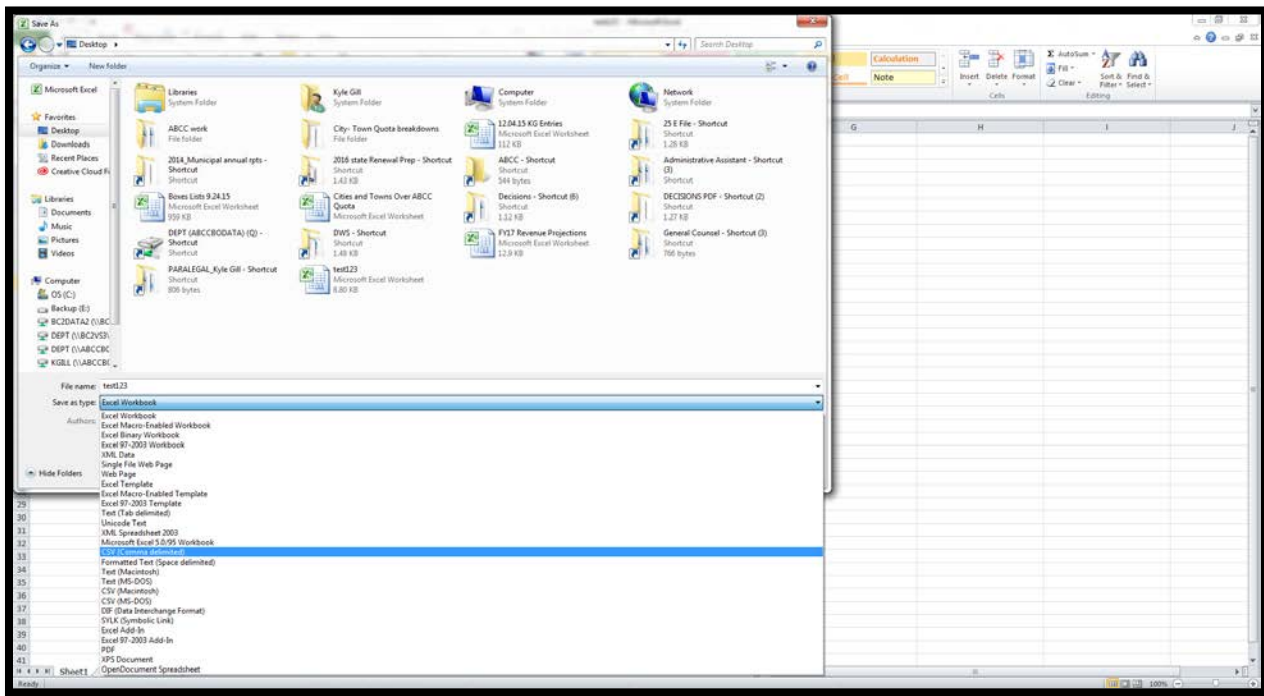 Save As
Desktop
Search Desktop
Organize
New folder
Microsoft Excel
Favorites
Desktop
Downloads
Recent Places
Creative Cloud Fi
Libraries
Documents
Music
Pictures
Videos
Computer
OS (C:)
Backup (E:)
BC2DATA2 (\\BC
DEPT (\\BC2VS3\
DEPT (\\ABCCBC
KGILL (\\ABCCBC
Libraries
System Folder
Kyle Gill
System Folder
Computer
System Folder
Network
System Folder
ABCC work
File folder
City- Town Quota breakdowns
File folder
12.04.15 KG Entries
Microsoft Excel Worksheet
112 KB
25 E File - Shortcut
Shortcut
1.26 KB
2014_Municipal annual rpts -
Shortcut
Shortcut
2016 state Renewal Prep - Shortcut
Shortcut
1.43 KB
ABCC - Shortcut
Shortcut
544 bytes
Administrative Assistant - Shortcut
(3)
Shortcut
Boxes Lists 9.24.15
Microsoft Excel Worksheet
959 KB
Cities and Towns Over ABCC
Quota
Microsoft Excel Worksheet
Decisions - Shortcut (6)
Shortcut
1.12 KB
DECISIONS PDF - Shortcut (2)
Shortcut
1.27 KB
DEPT (ABCCBODATA) (Q) -
Shortcut
Shortcut
DWS - Shortcut
Shortcut
1.48 KB
FY17 Revenue Projections
Microsoft Excel Worksheet
12.9 KB
General Counsel - Shortcut (3)
Shortcut
766 bytes
PARALEGAL_Kyle Gill - Shortcut
Shortcut
806 bytes
test123
Microsoft Excel Worksheet
8.80 KB
File name: test123
Save as type: Excel Workbook
Authors:
Hide Folders
Excel Workbook
Excel Macro-Enabled Workbook
Excel Binary Workbook
Excel 97-2003 Workbook
XML Data
Single File Web Page
Web Page
Excel Template
Excel Macro-Enabled Template
Excel 97-2003 Template
Text (Tab delimited)
Unicode Text
XML Spreadsheet 2003
Microsoft Excel 5.0/95 Workbook
CSV (Comma delimited)
Formatted Text (Space delimited)
Text (Macintosh)
Text (MS-DOS)
CSV (Macintosh)
CSV (MS-DOS)
DIF (Data Interchange Format)
SYLK (Symbolic Link)
Excel Add-In
Excel 97-2003 Add-In
PDF
XPS Document
OpenDocument Spreadsheet
Calculation
Note
Insert Delete Format
Cells
Σ AutoSum
Fill
Clear
Sort & Filter
Find & Select
Editing
G H I J
29
30
31
32
33
34
35
36
37
38
39
40
41
Sheet1
Ready
100%